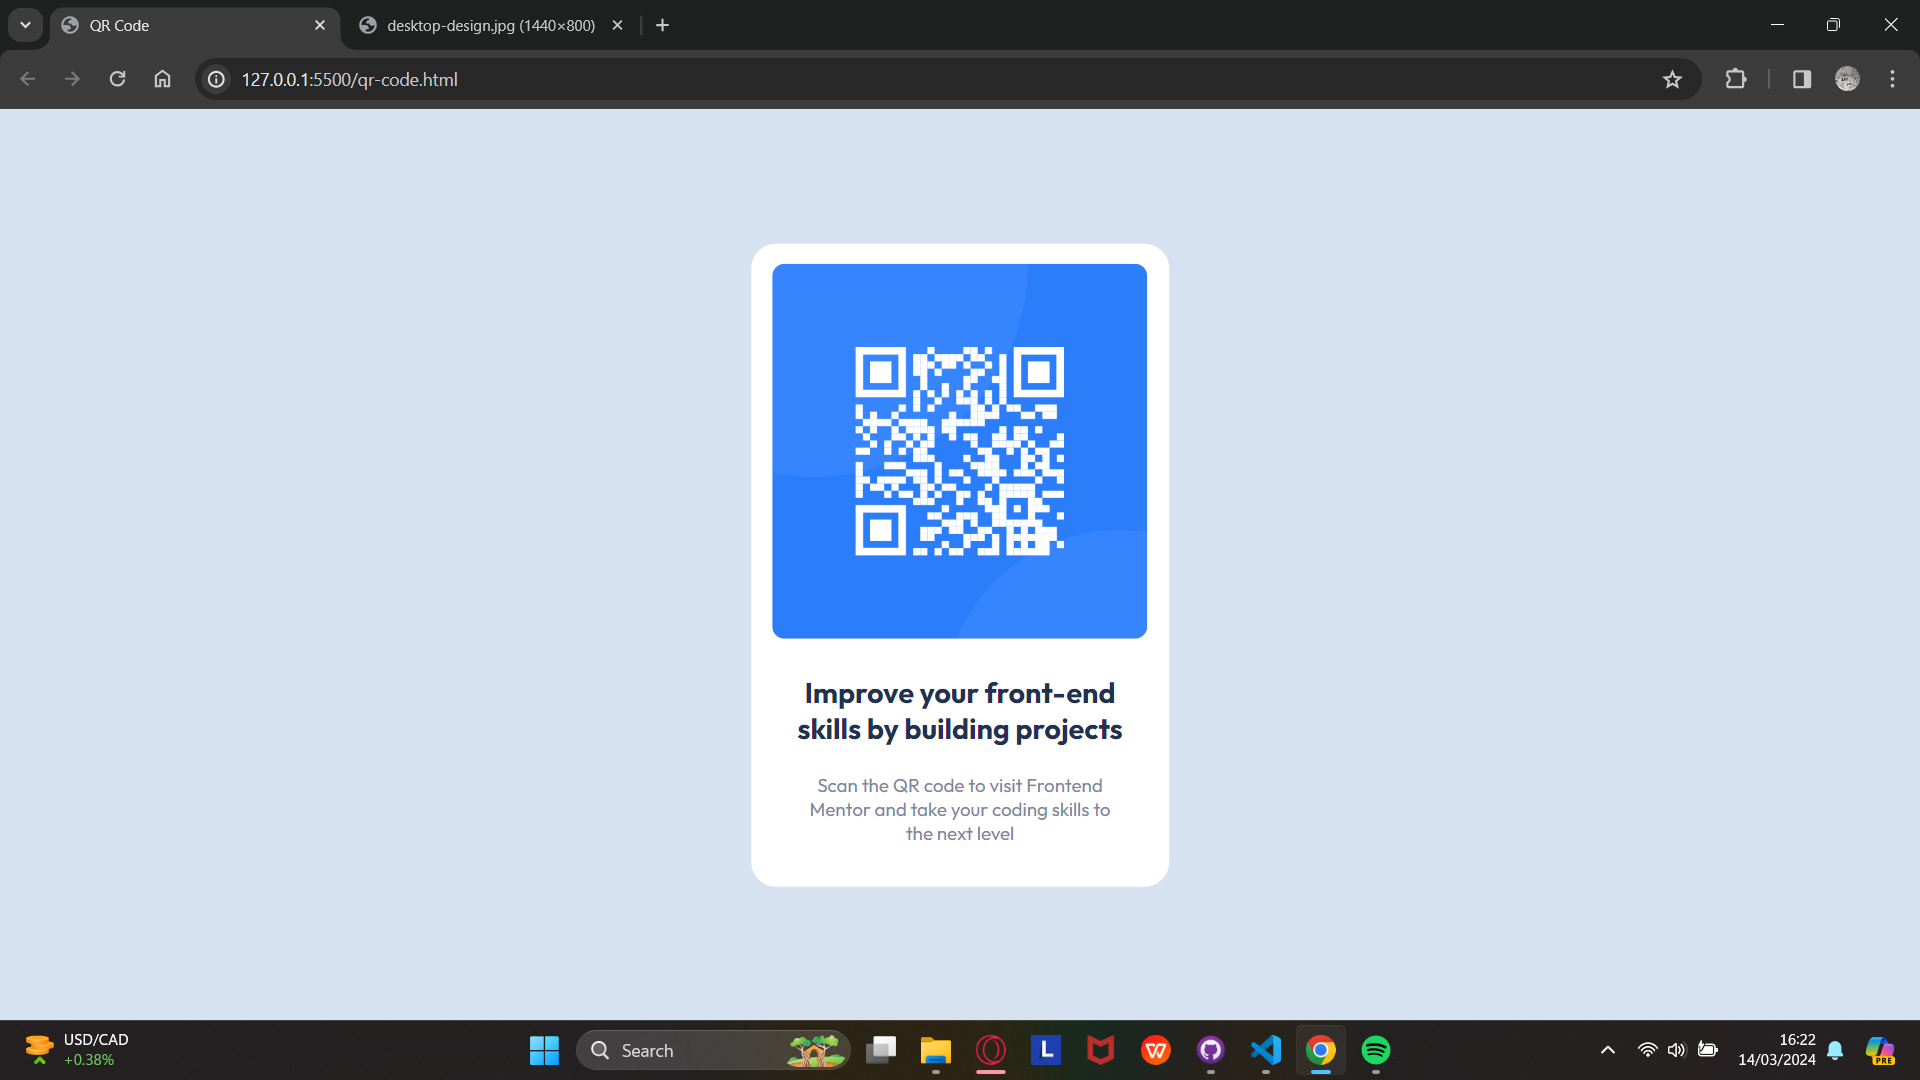 QR Code
desktop-design.jpg (1440×800)
127.0.0.1:5500/qr-code.html
Improve your front-end
skills by building projects
Scan the QR code to visit Frontend
Mentor and take your coding skills to
the next level
USD/CAD
+0.38%
Search
L
W
16:22
14/03/2024
PRE